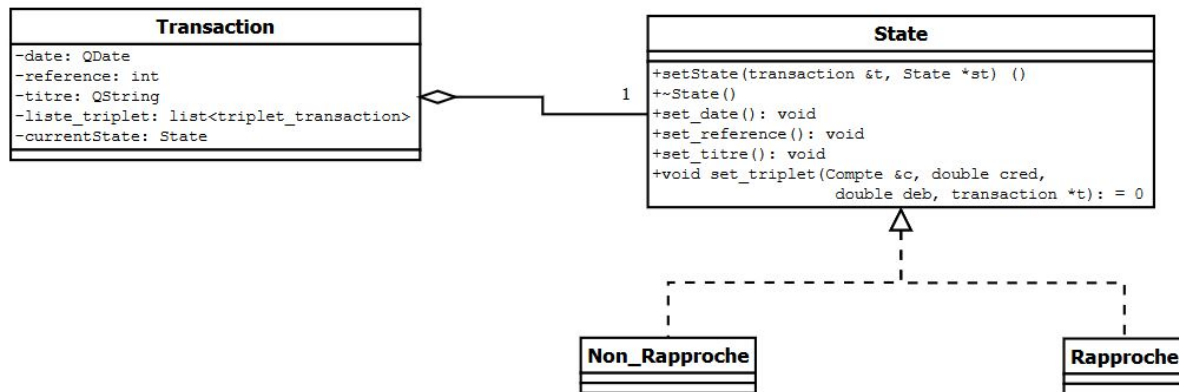 Transaction
-date: QDate
-reference: int
-titre: QString
-liste_triplet: list<triplet_transaction>
-currentState: State
1
State
+setState(transaction &t, State *st) ()
+~State()
+set_date(): void
+set_reference(): void
+set_titre(): void
+void set_triplet(Compte &c, double cred,
double deb, transaction *t): = 0
Non_Rapproche
Rapproche